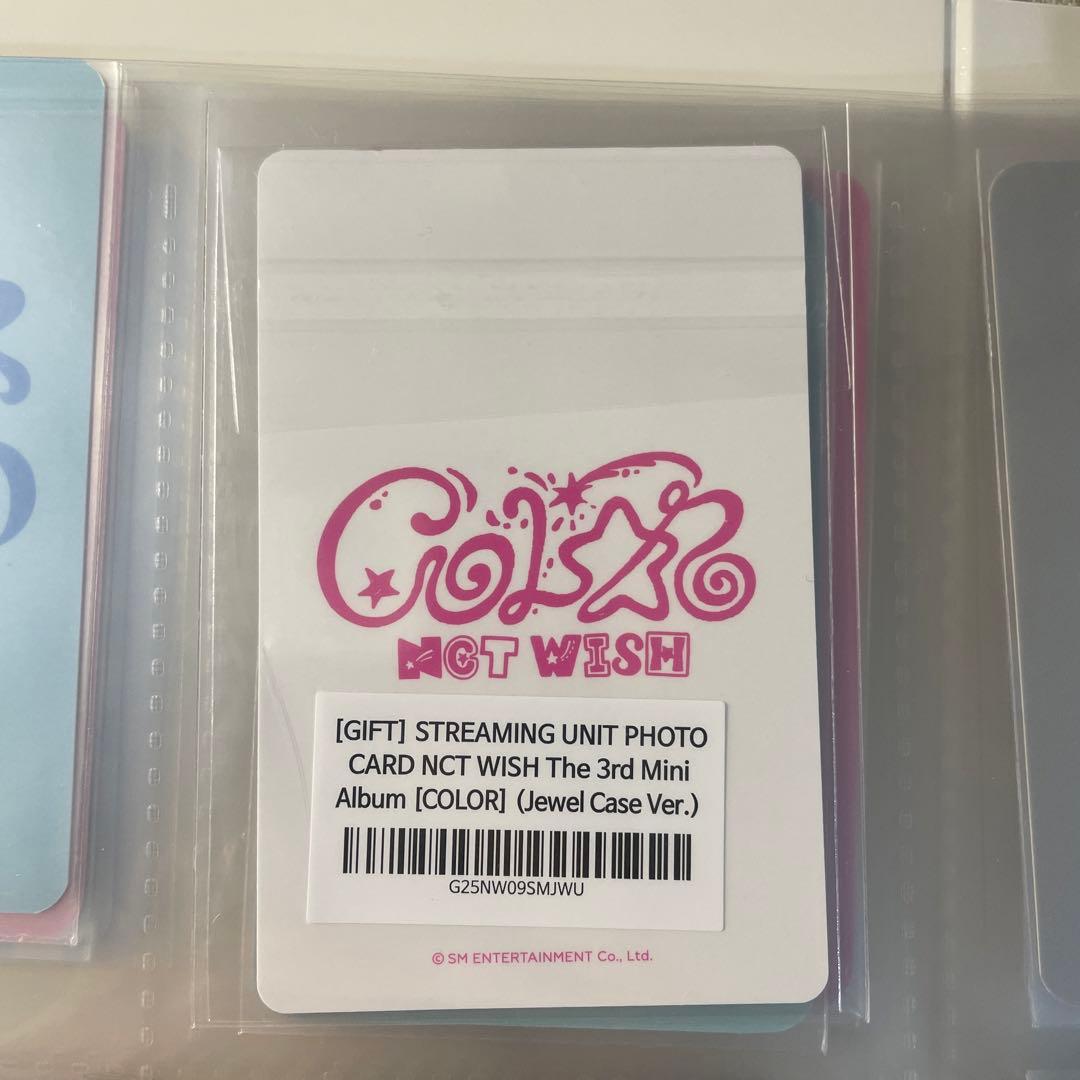 COLOR
NCT WISH
[GIFT] STREAMING UNIT PHOTO
CARD NCT WISH The 3rd Mini
Album [COLOR] (Jewel Case Ver.)
G25NW09SMJWU
© SM ENTERTAINMENT Co., Ltd.